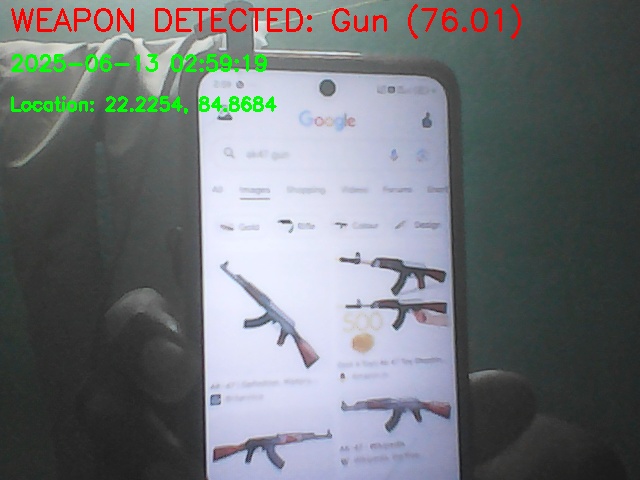 WEAPON DETECTED: Gun (76.01)
2025-06-13 02:59:19
Location: 22.2254, 84.8684
Google
ak47 gun
All Images Shopping Videos Forums
Gold Rifle Colour Design
500